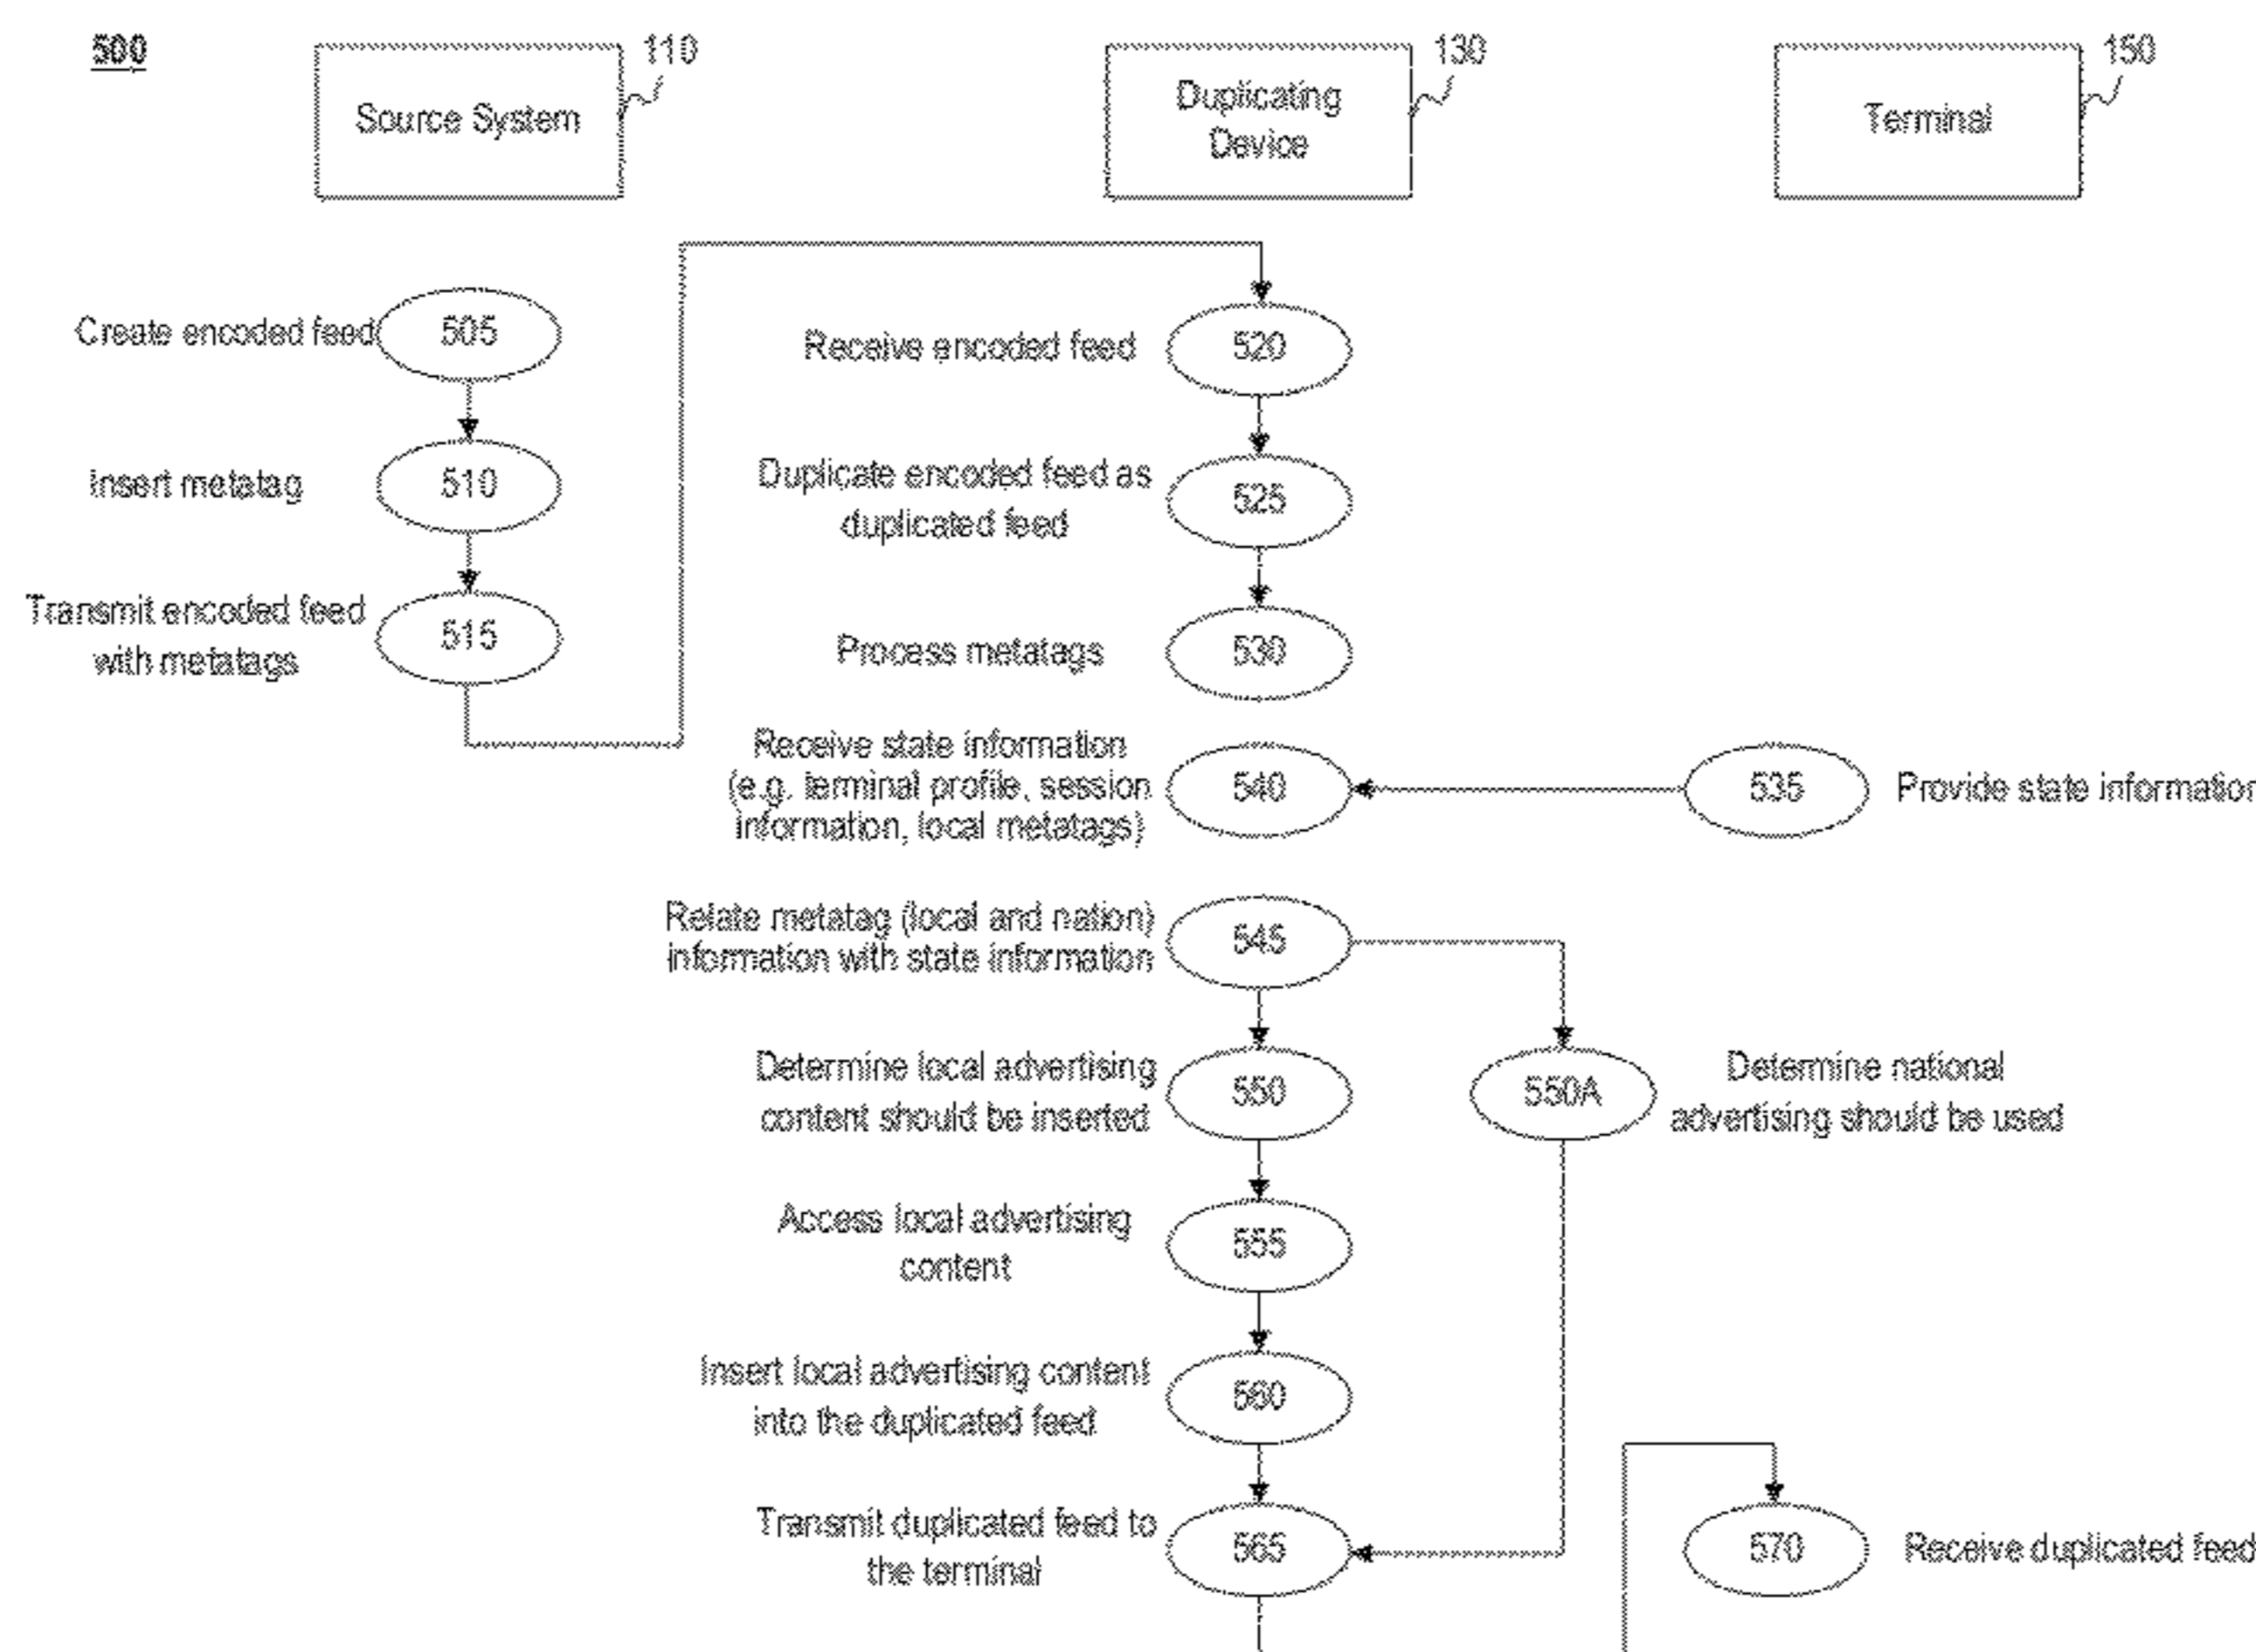 500
110
130
150
Source System
Duplicating
Device
Terminal
Create encoded feed
505
Receive encoded feed
520
Insert metatag
510
Duplicate encoded feed as
duplicated feed
525
Transmit encoded feed
with metatags
515
Process metatags
530
Receive state information
(e.g. terminal profile, session
information, local metatags)
540
535
Provide state information
Relate metatag (local and nation)
information with state information
545
Determine local advertising
content should be inserted
550
550A
Determine national
advertising should be used
Access local advertising
content
555
Insert local advertising content
into the duplicated feed
560
Transmit duplicated feed to
the terminal
565
570
Receive duplicated feed